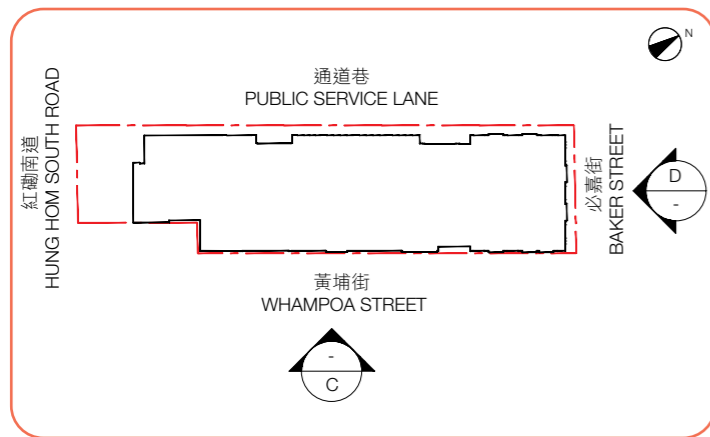 N
通道巷
PUBLIC SERVICE LANE
紅磡南道
HUNG HOM SOUTH ROAD
必嘉街
BAKER STREET
D
-
黃埔街
WHAMPOA STREET
-
C